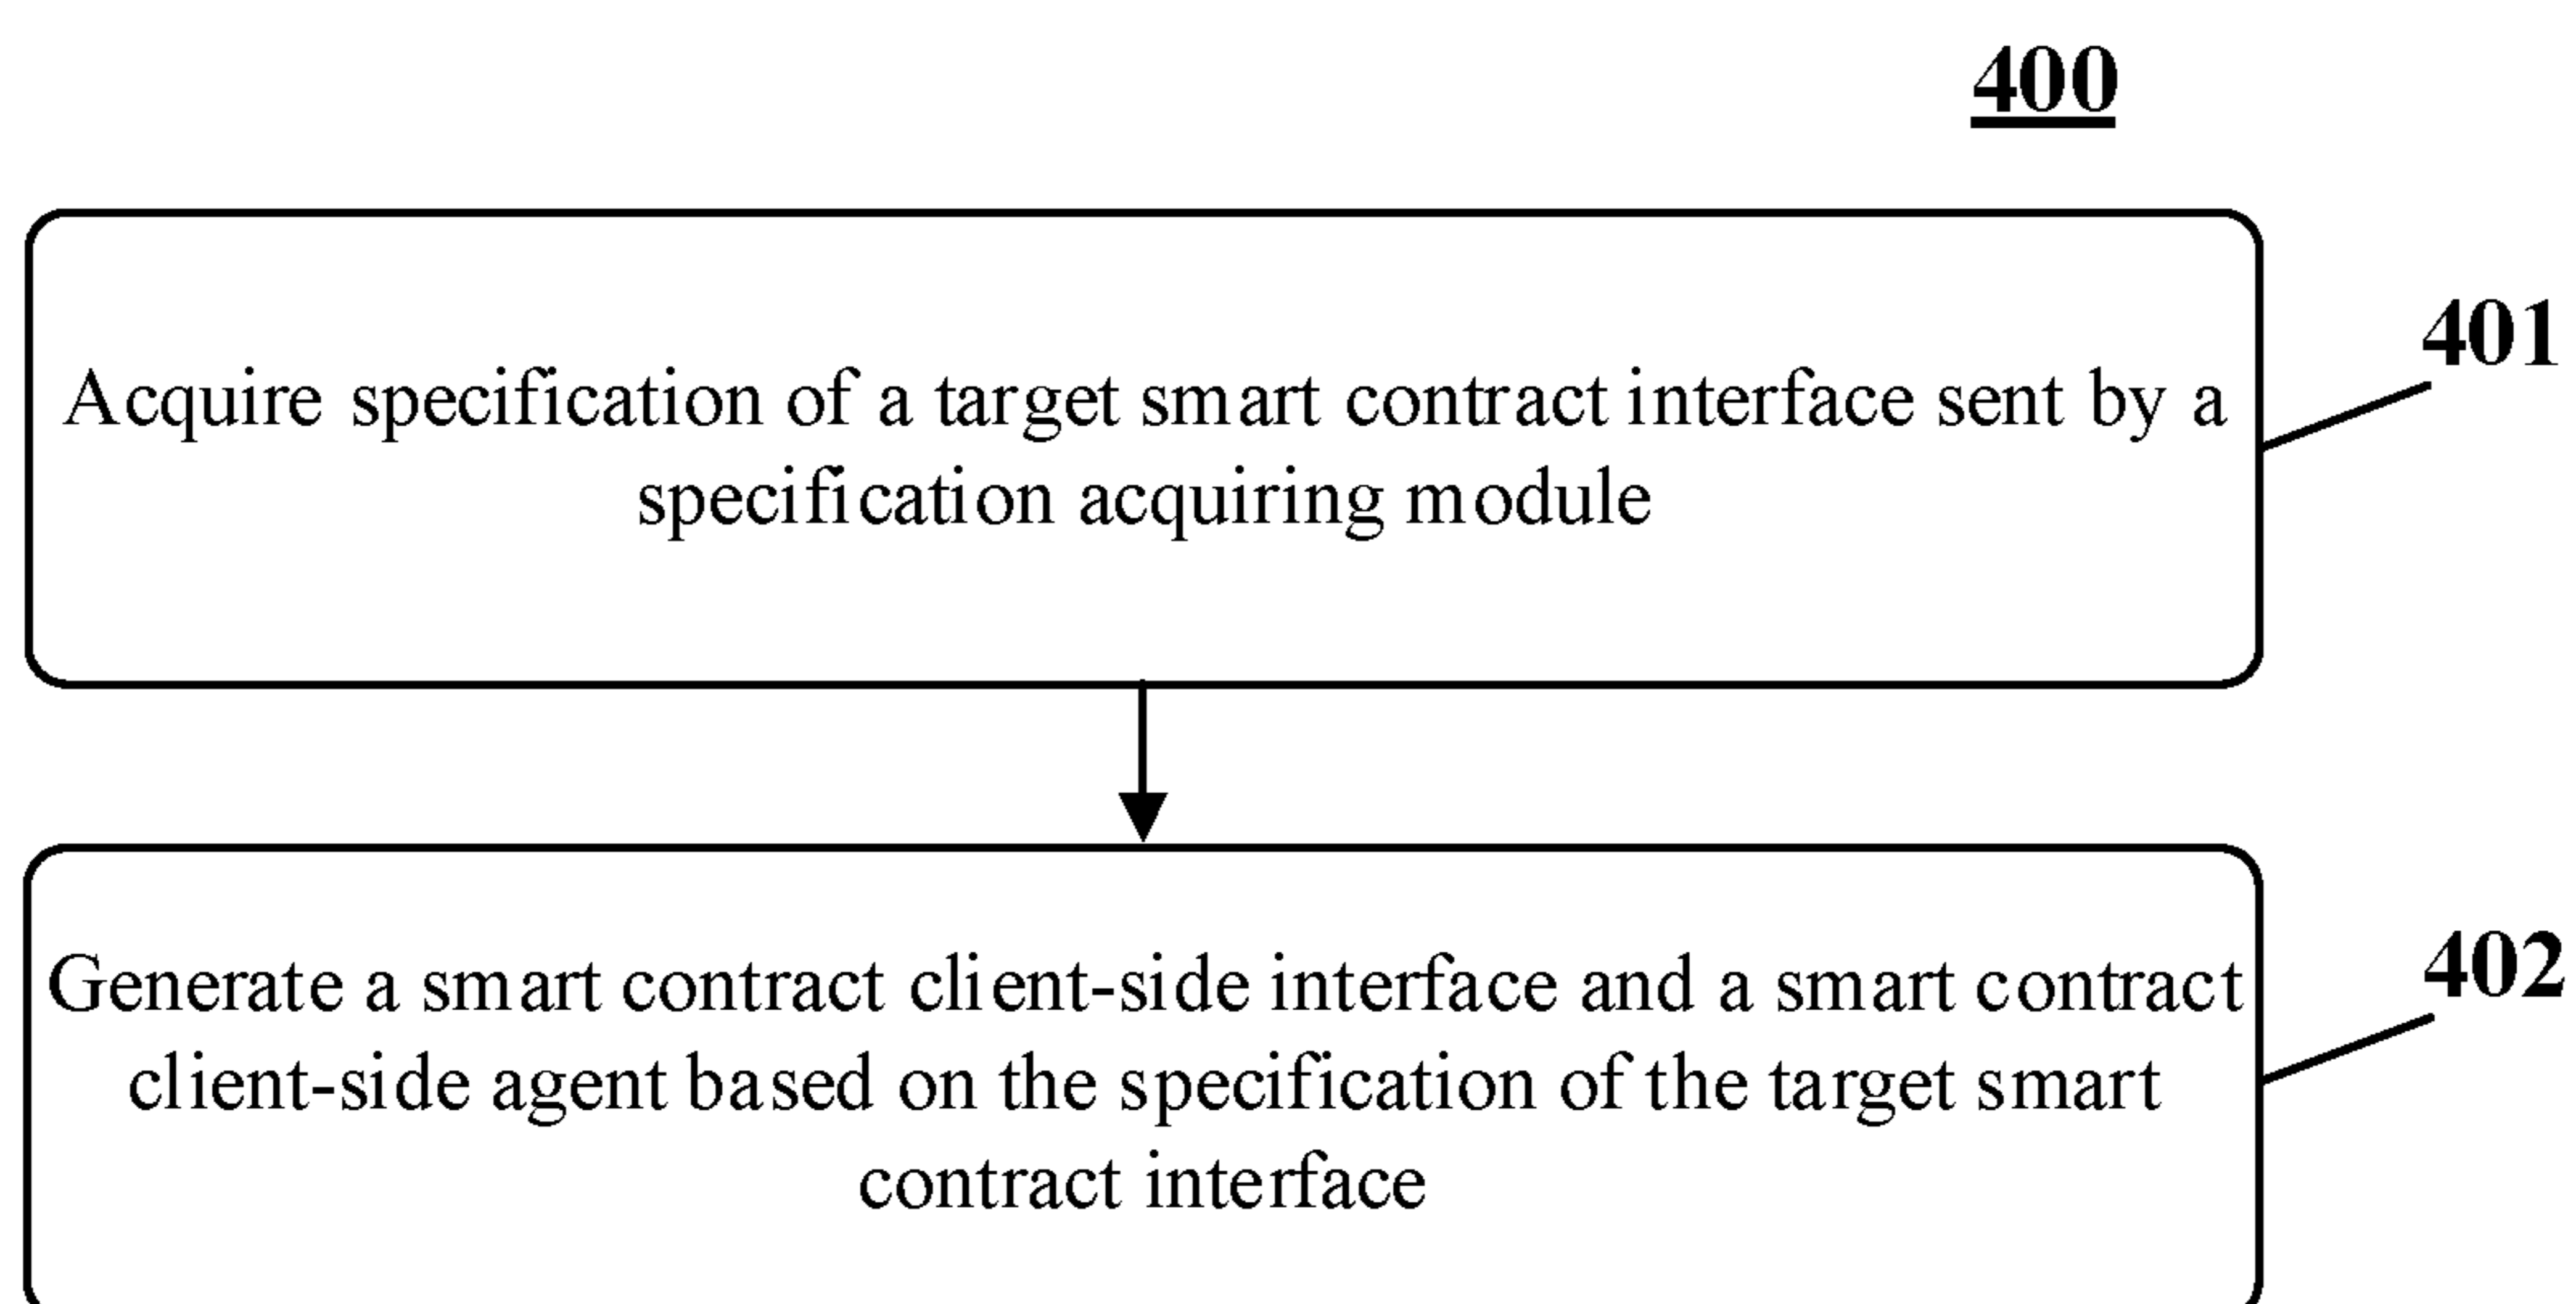 400
Acquire specification of a target smart contract interface sent by a
specification acquiring module
401
Generate a smart contract client-side interface and a smart contract
client-side agent based on the specification of the target smart
contract interface
402